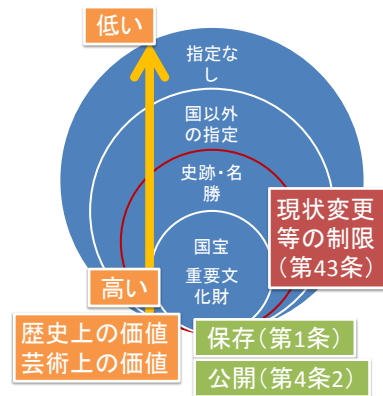 低い
指定な
し
国以外
の指定
史跡・名
勝
現状変更
等の制限
（第43条）
国宝
重要文
化財
高い
歴史上の価値
芸術上の価値
保存（第1条）
公開（第4条2）